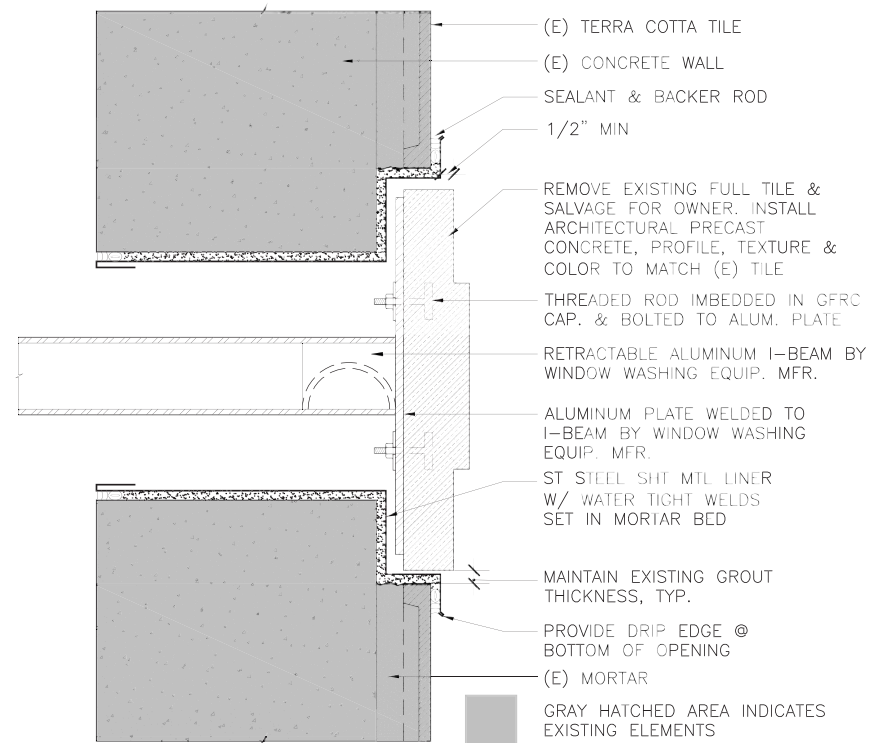 (E) TERRA COTTA TILE
(E) CONCRETE WALL
SEALANT & BACKER ROD
1/2" MIN
REMOVE EXISTING FULL TILE &
SALVAGE FOR OWNER. INSTALL
ARCHITECTURAL PRECAST
CONCRETE, PROFILE, TEXTURE &
COLOR TO MATCH (E) TILE
THREADED ROD IMBEDDED IN GFRC
CAP. & BOLTED TO ALUM. PLATE
RETRACTABLE ALUMINUM I-BEAM BY
WINDOW WASHING EQUIP. MFR.
ALUMINUM PLATE WELDED TO
I-BEAM BY WINDOW WASHING
EQUIP. MFR.
ST STEEL SHT MTL LINER
W/ WATER TIGHT WELDS
SET IN MORTAR BED
MAINTAIN EXISTING GROUT
THICKNESS, TYP.
PROVIDE DRIP EDGE @
BOTTOM OF OPENING
(E) MORTAR
GRAY HATCHED AREA INDICATES
EXISTING ELEMENTS